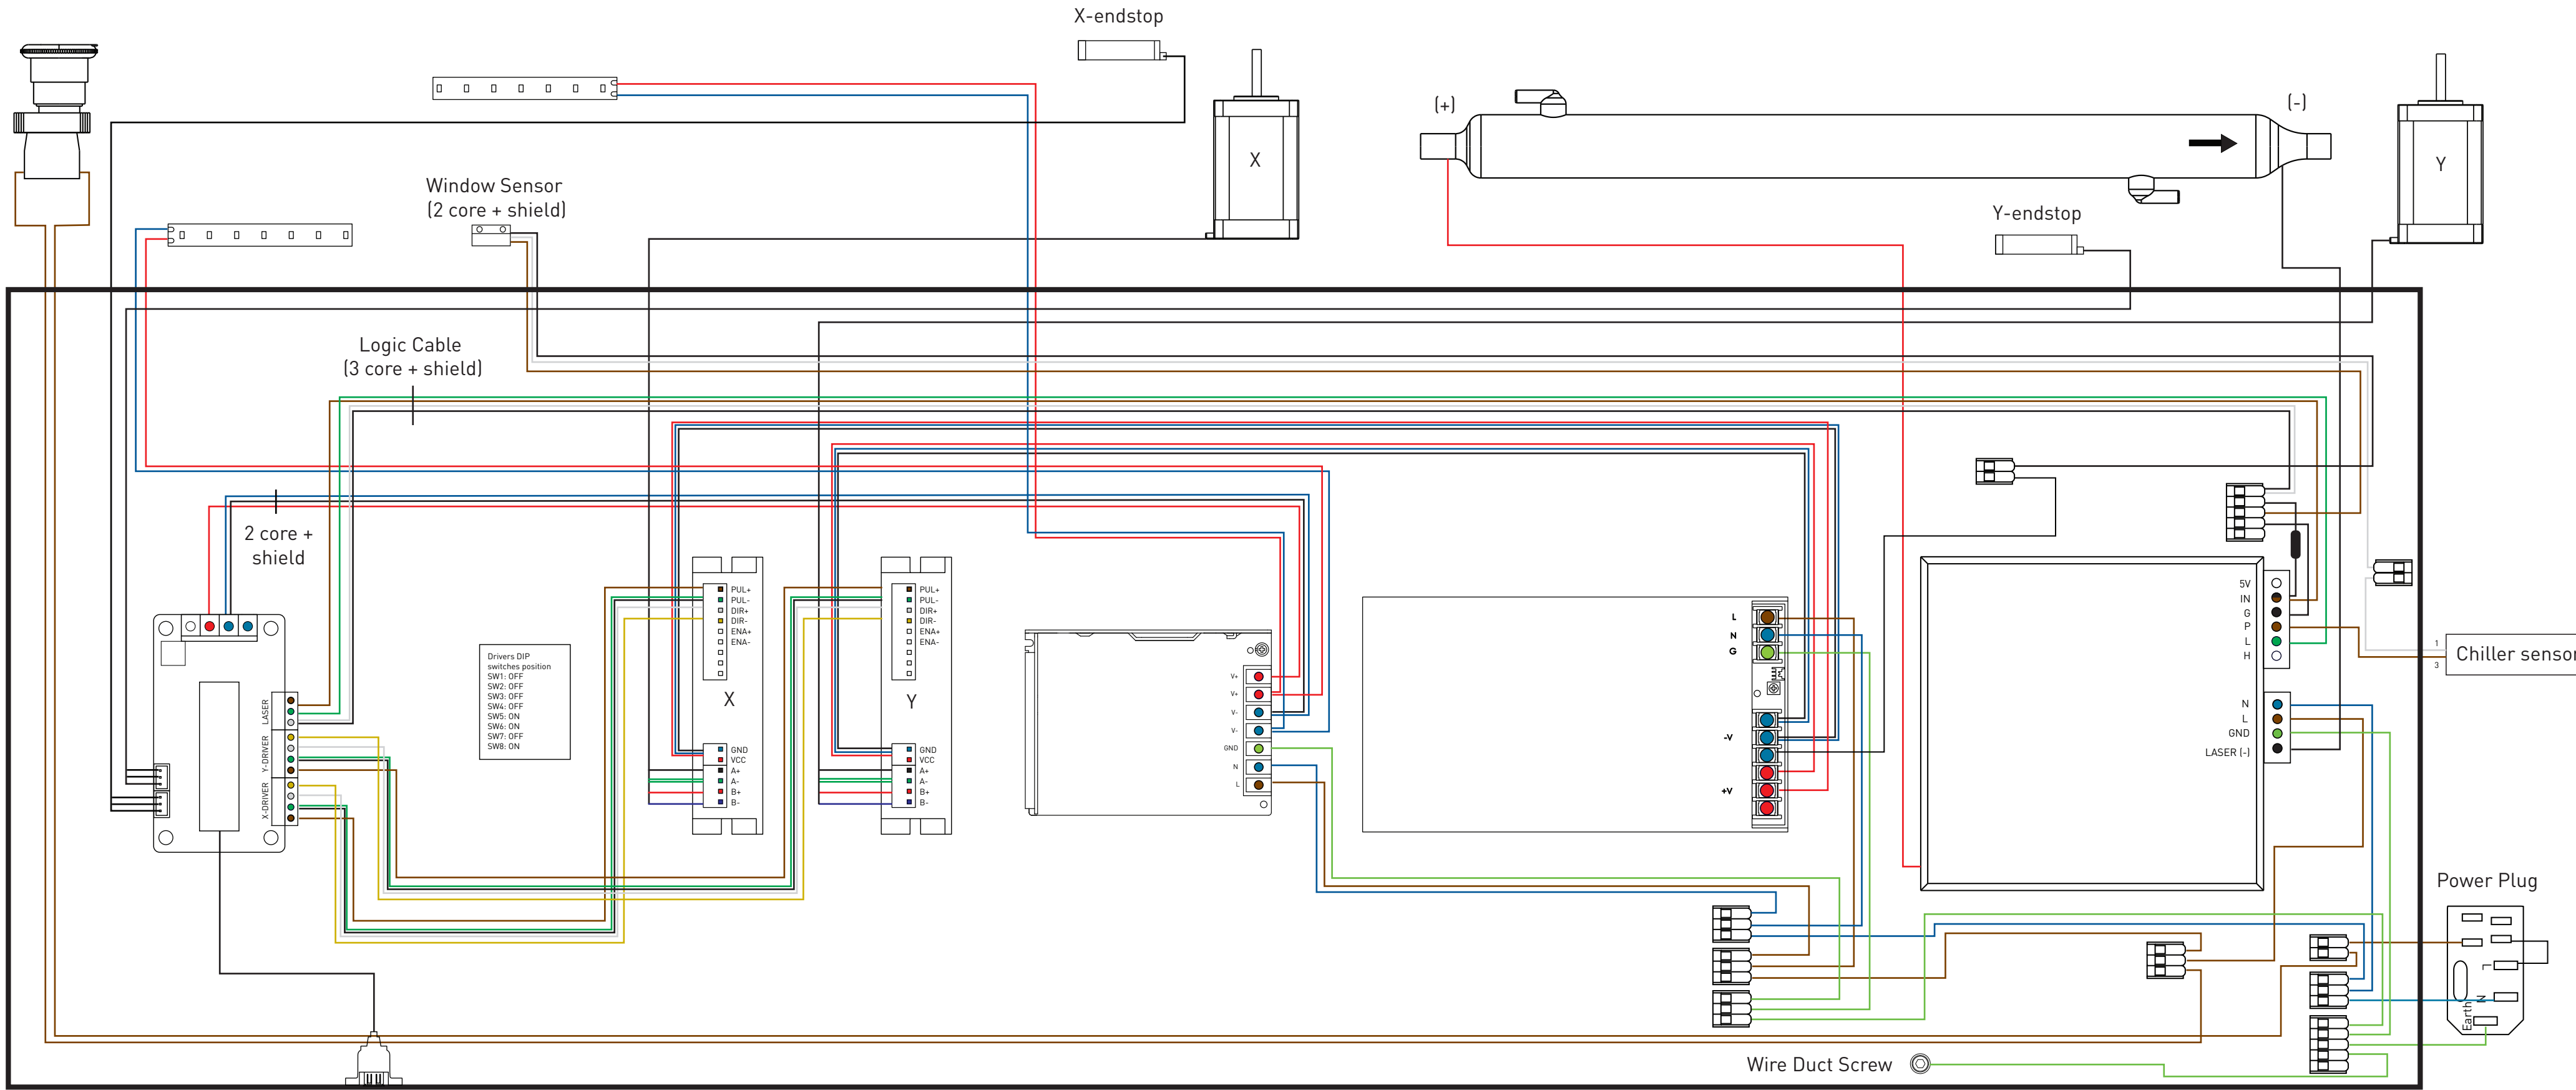 X-endstop
(+)
(-)
X
Y
Window Sensor
(2 core + shield)
Y-endstop
Logic Cable
(3 core + shield)
2 core +
shield
Drivers DIP
switches position
SW1: OFF
SW2: OFF
SW3: OFF
SW4: OFF
SW5: ON
SW6: ON
SW7: OFF
SW8: ON
LASER
Y-DRIVER
X-DRIVER
PUL+
PUL-
DIR+
DIR-
ENA+
ENA-
X
GND
VCC
A+
A-
B+
B-
PUL+
PUL-
DIR+
DIR-
ENA+
ENA-
Y
GND
VCC
A+
A-
B+
B-
V+
V+
V-
V-
GND
N
L
L
N
G
-V
+V
5V
IN
G
P
L
H
N
L
GND
LASER (-)
1
3
Chiller sensor
Power Plug
L
N
Earth
Wire Duct Screw